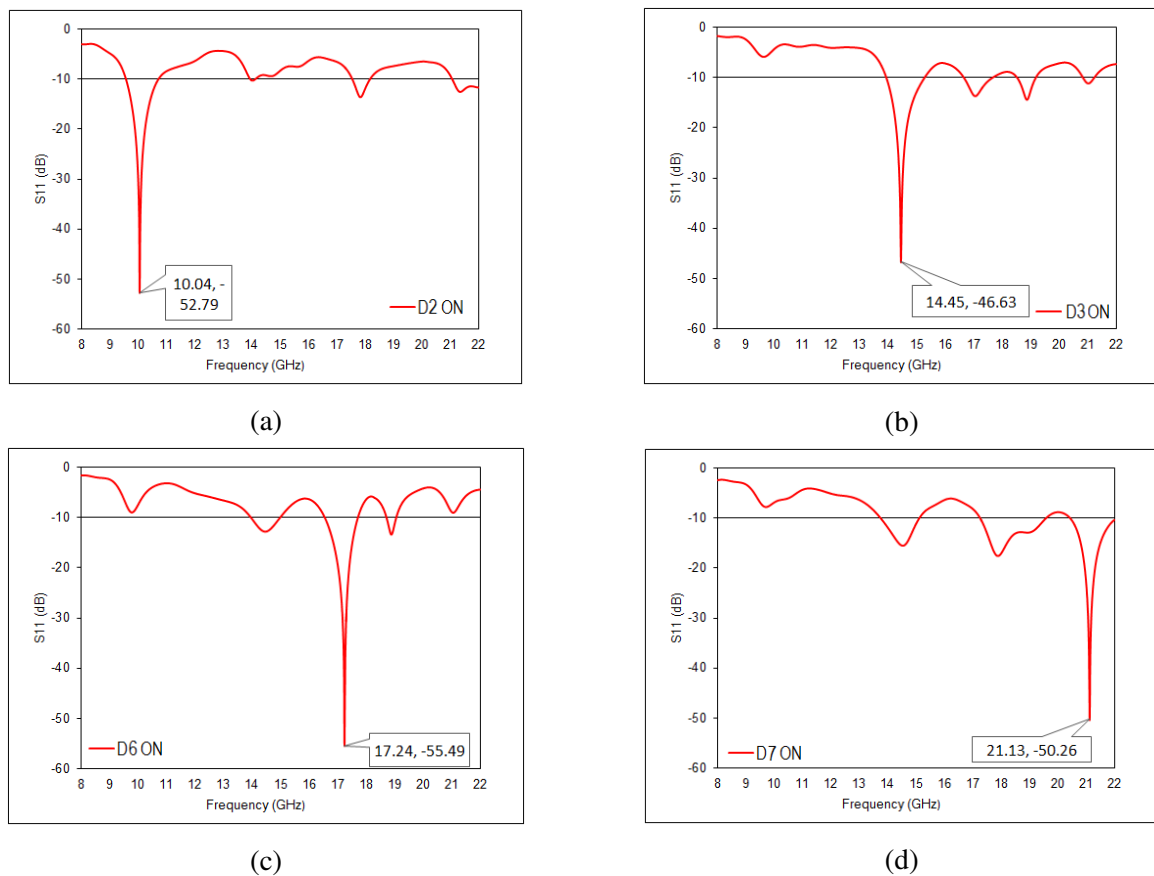 0
-10
-20
-30
-40
-50
-60
S11 (dB)
10.04, -
52.79
D2 ON
8 9 10 11 12 13 14 15 16 17 18 19 20 21 22
Frequency (GHz)
(a)
0
-10
-20
-30
-40
-50
-60
S11 (dB)
14.45, -46.63
D3 ON
8 9 10 11 12 13 14 15 16 17 18 19 20 21 22
Frequency (GHz)
(b)
0
-10
-20
-30
-40
-50
-60
S11 (dB)
D6 ON
17.24, -55.49
8 9 10 11 12 13 14 15 16 17 18 19 20 21 22
Frequency (GHz)
(c)
0
-10
-20
-30
-40
-50
-60
S11 (dB)
D7 ON
21.13, -50.26
8 9 10 11 12 13 14 15 16 17 18 19 20 21 22
Frequency (GHz)
(d)